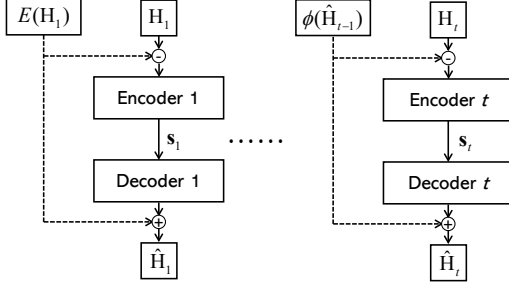 E(H₁) H₁ ϕ(Ĥₜ₋₁) Hₜ
- -
Encoder 1 Encoder t
s₁ ...... sₜ
Decoder 1 Decoder t
+ +
Ĥ₁ Ĥₜ